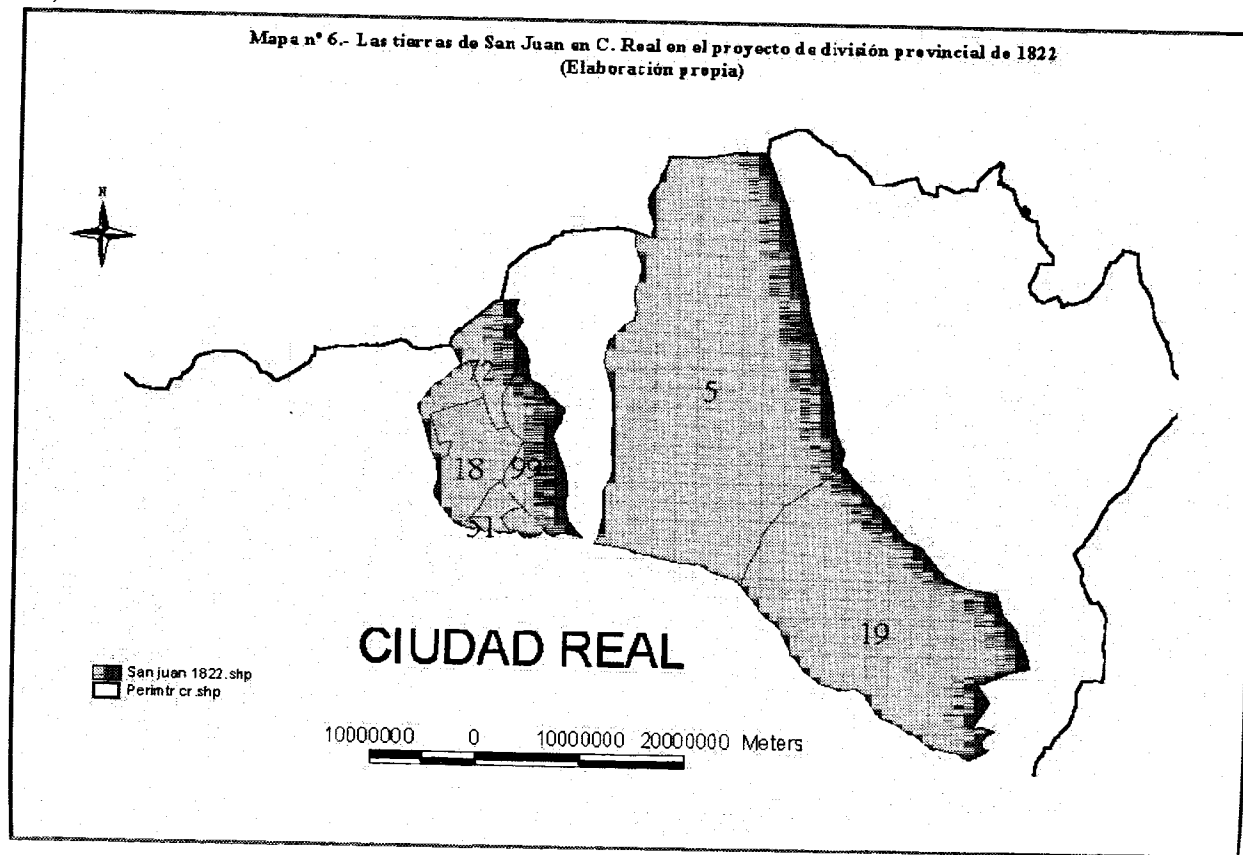 Mapa nº 6.- Las tierras de San Juan en C. Real en el proyecto de división provincial de 1822
(Elaboración propia)
N
72
5
18
99
51
19
CIUDAD REAL
San juan 1822.shp
Perimtr cr.shp
10000000 0 10000000 20000000 Meters